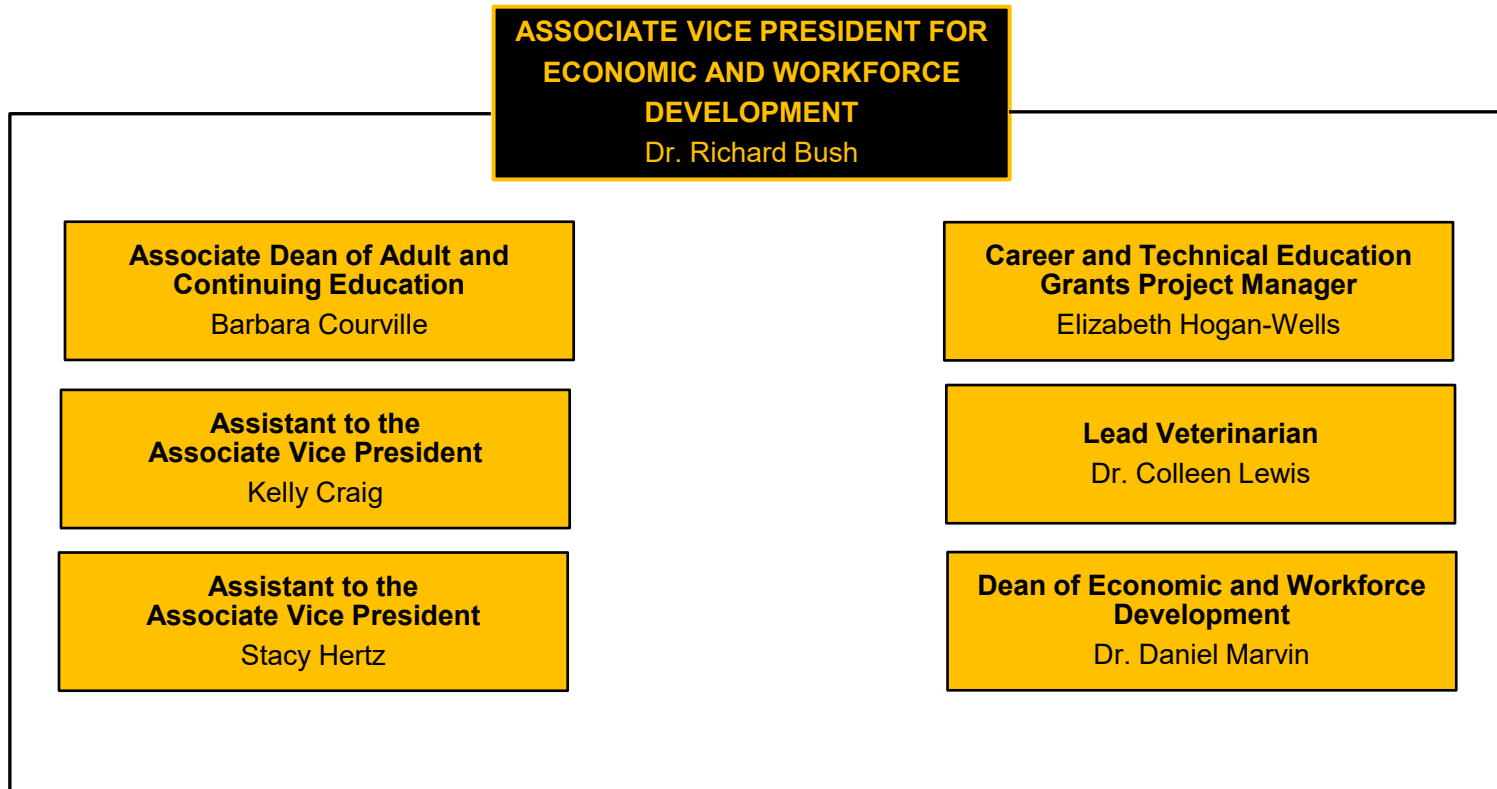 ASSOCIATE VICE PRESIDENT FOR
ECONOMIC AND WORKFORCE
DEVELOPMENT
Dr. Richard Bush
Associate Dean of Adult and
Continuing Education
Barbara Courville
Assistant to the
Associate Vice President
Kelly Craig
Assistant to the
Associate Vice President
Stacy Hertz
Career and Technical Education
Grants Project Manager
Elizabeth Hogan-Wells
Lead Veterinarian
Dr. Colleen Lewis
Dean of Economic and Workforce
Development
Dr. Daniel Marvin